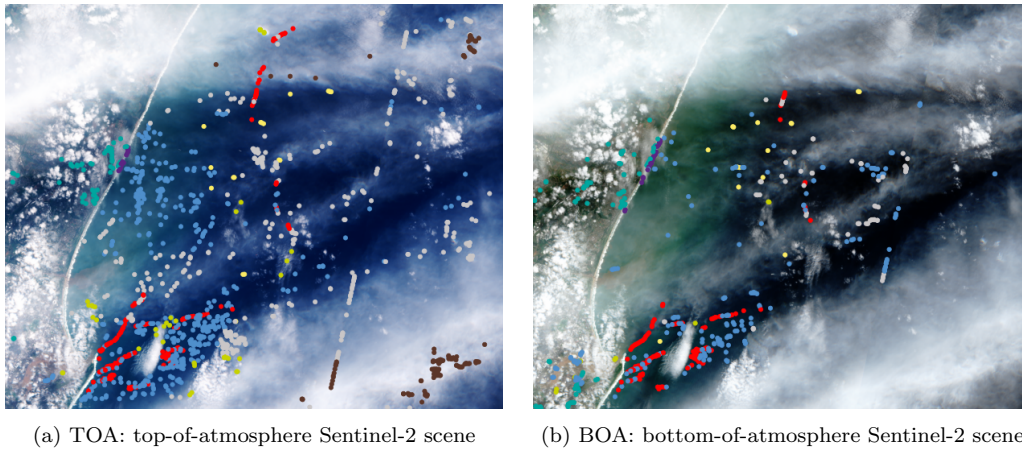 (a) TOA: top-of-atmosphere Sentinel-2 scene
(b) BOA: bottom-of-atmosphere Sentinel-2 scene